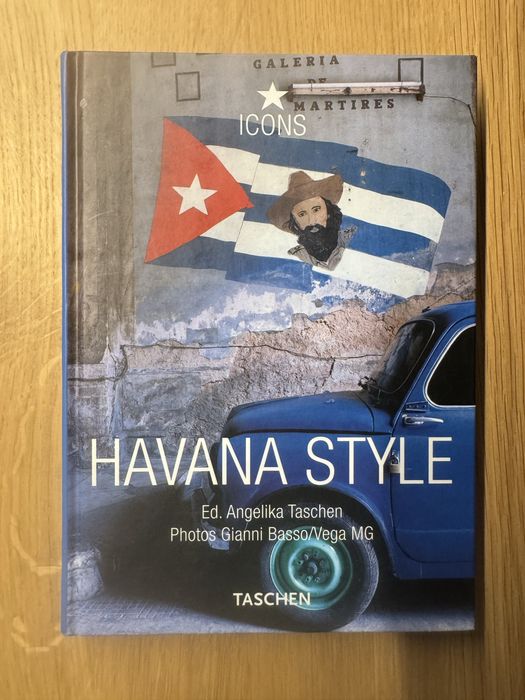 GALERIA
DE
MARTIRES
ICONS
HAVANA STYLE
Ed. Angelika Taschen
Photos Gianni Basso/Vega MG
TASCHEN